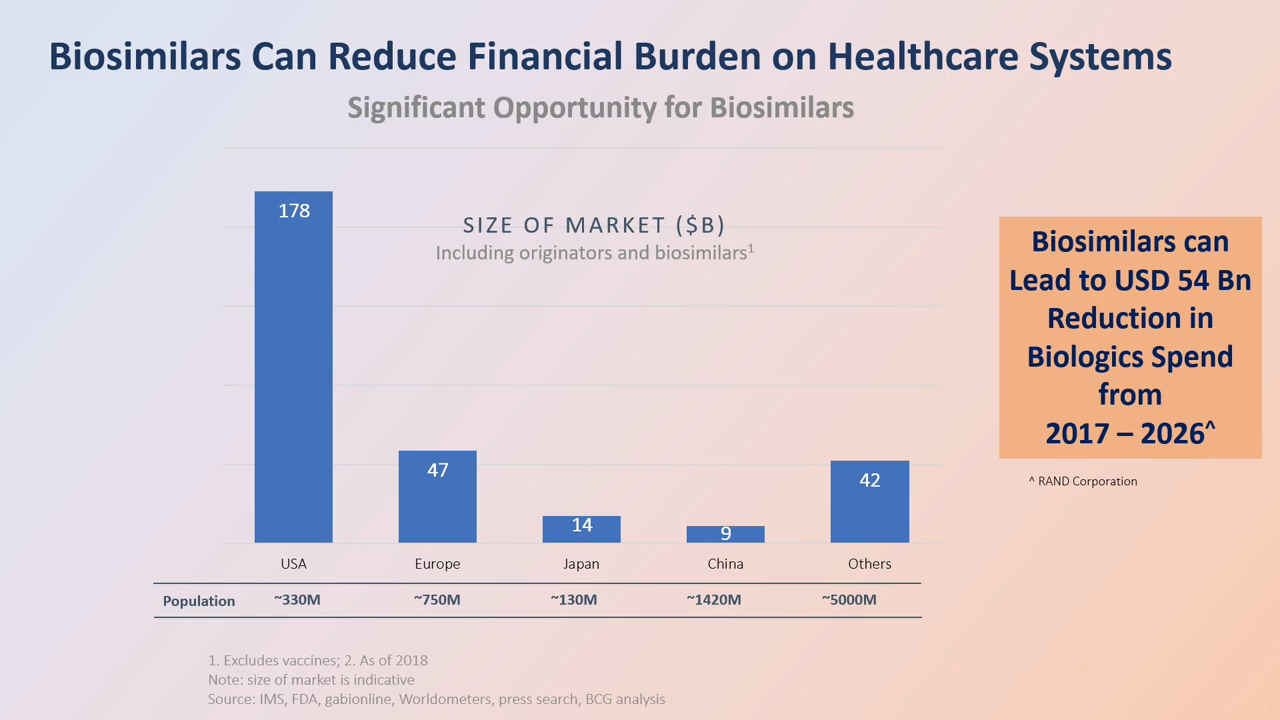 Biosimilars Can Reduce Financial Burden on Healthcare Systems
Significant Opportunity for Biosimilars
SIZE OF MARKET ($B)
Including originators and biosimilars¹
178
47
14
9
42
USA Europe Japan China Others
Population ~330M ~750M ~130M ~1420M ~5000M
Biosimilars can
Lead to USD 54 Bn
Reduction in
Biologics Spend
from
2017 – 2026^
^ RAND Corporation
1. Excludes vaccines; 2. As of 2018
Note: size of market is indicative
Source: IMS, FDA, gabionline, Worldometers, press search, BCG analysis